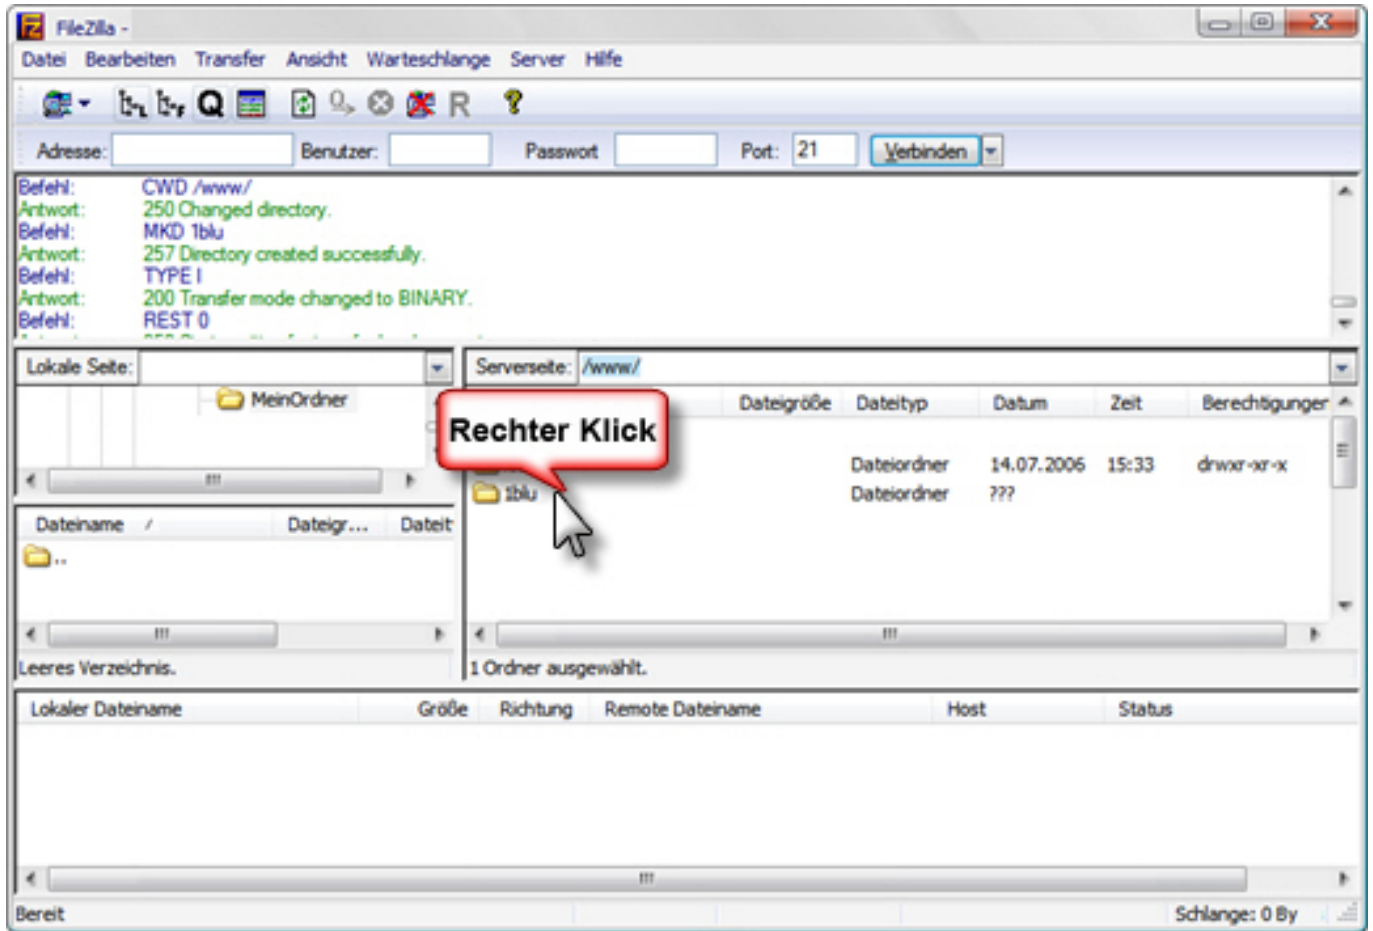 FileZilla -
Datei Bearbeiten Transfer Ansicht Warteschlange Server Hilfe
Q R ?
Adresse: Benutzer: Passwort Port: 21 Verbinden
Befehl: CWD /www/
Antwort: 250 Changed directory.
Befehl: MKD 1blu
Antwort: 257 Directory created successfully.
Befehl: TYPE I
Antwort: 200 Transfer mode changed to BINARY.
Befehl: REST 0
Lokale Seite: Serverseite: /www/
MeinOrdner
Dateigröße Dateityp Datum Zeit Berechtigunger
Rechter Klick
Dateiordner 14.07.2006 15:33 drwxr-xr-x
1blu Dateiordner ???
Dateiname / Dateigr... Dateit
..
Leeres Verzeichnis. 1 Ordner ausgewählt.
Lokaler Dateiname Größe Richtung Remote Dateiname Host Status
Bereit Schlange: 0 By